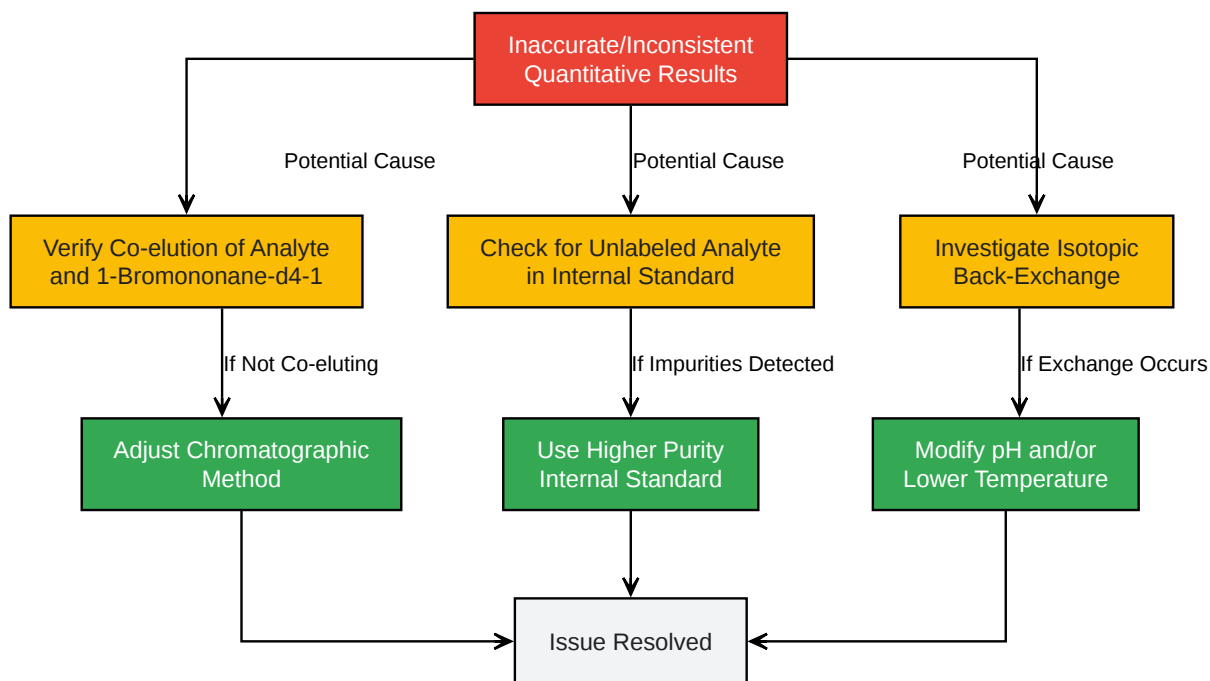 Inaccurate/Inconsistent
Quantitative Results
Potential Cause
Potential Cause
Potential Cause
Verify Co-elution of Analyte
and 1-Bromononane-d4-1
Check for Unlabeled Analyte
in Internal Standard
Investigate Isotopic
Back-Exchange
If Not Co-eluting
If Impurities Detected
If Exchange Occurs
Adjust Chromatographic
Method
Use Higher Purity
Internal Standard
Modify pH and/or
Lower Temperature
Issue Resolved